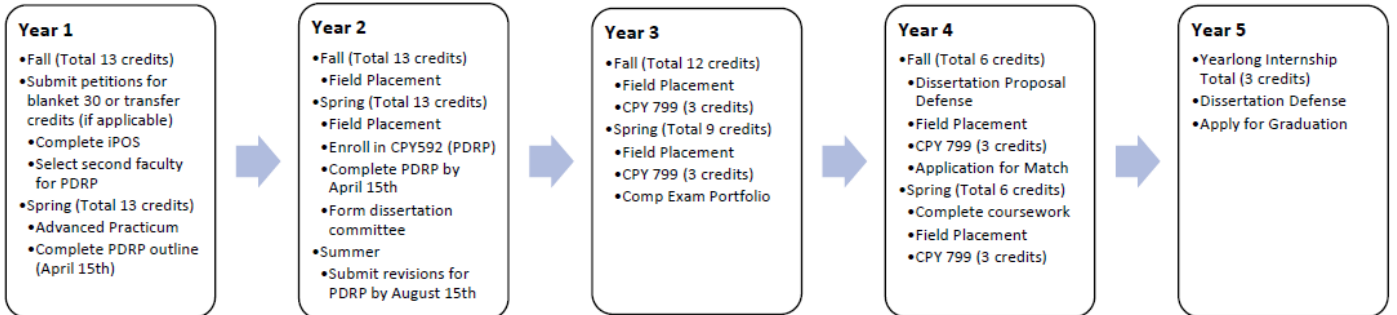 Year 1
•Fall (Total 13 credits)
•Submit petitions for
blanket 30 or transfer
credits (if applicable)
•Complete iPOS
•Select second faculty
for PDRP
•Spring (Total 13 credits)
•Advanced Practicum
•Complete PDRP outline
(April 15th)
Year 2
•Fall (Total 13 credits)
•Field Placement
•Spring (Total 13 credits)
•Field Placement
•Enroll in CPY592 (PDRP)
•Complete PDRP by
April 15th
•Form dissertation
committee
•Summer
•Submit revisions for
PDRP by August 15th
Year 3
•Fall (Total 12 credits)
•Field Placement
•CPY 799 (3 credits)
•Spring (Total 9 credits)
•Field Placement
•CPY 799 (3 credits)
•Comp Exam Portfolio
Year 4
•Fall (Total 6 credits)
•Dissertation Proposal
Defense
•Field Placement
•CPY 799 (3 credits)
•Application for Match
•Spring (Total 6 credits)
•Complete coursework
•Field Placement
•CPY 799 (3 credits)
Year 5
•Yearlong Internship
Total (3 credits)
•Dissertation Defense
•Apply for Graduation